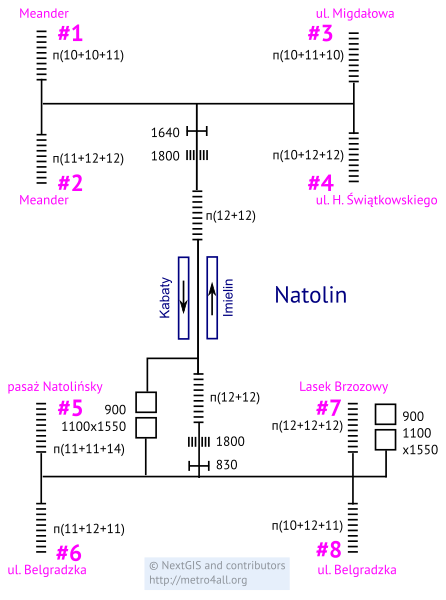 Meander
#1
п(10+10+11)
ul. Migdałowa
#3
п(10+11+10)
1640
1800
п(11+12+12)
#2
Meander
п(10+12+12)
#4
ul. H. Świątkowskiego
п(12+12)
Kabaty
Imielin
Natolin
pasaż Natolińsky
#5
п(11+11+14)
900
1100x1550
п(12+12)
1800
830
Lasek Brzozowy
#7
п(12+12+12)
900
1100
x1550
п(11+12+11)
#6
ul. Belgradzka
п(10+12+11)
#8
ul. Belgradzka
© NextGIS and contributors
http://metro4all.org